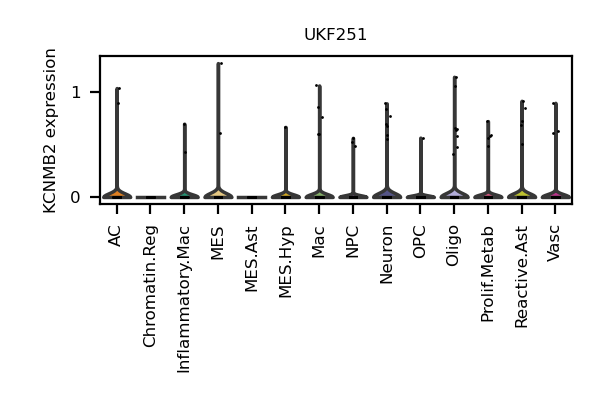 UKF251
KCNMB2 expression
1
0
AC
Chromatin.Reg
Inflammatory.Mac
MES
MES.Ast
MES.Hyp
Mac
NPC
Neuron
OPC
Oligo
Prolif.Metab
Reactive.Ast
Vasc